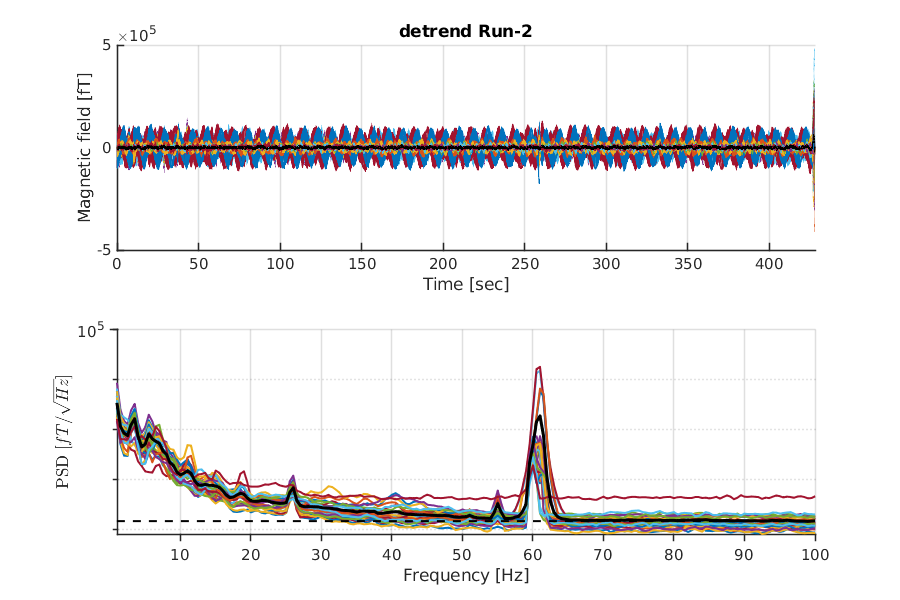 detrend Run-2
×10^5
5
0
-5
Magnetic field [fT]
0 50 100 150 200 250 300 350 400
Time [sec]
10^5
PSD [fT/√Hz]
10 20 30 40 50 60 70 80 90 100
Frequency [Hz]